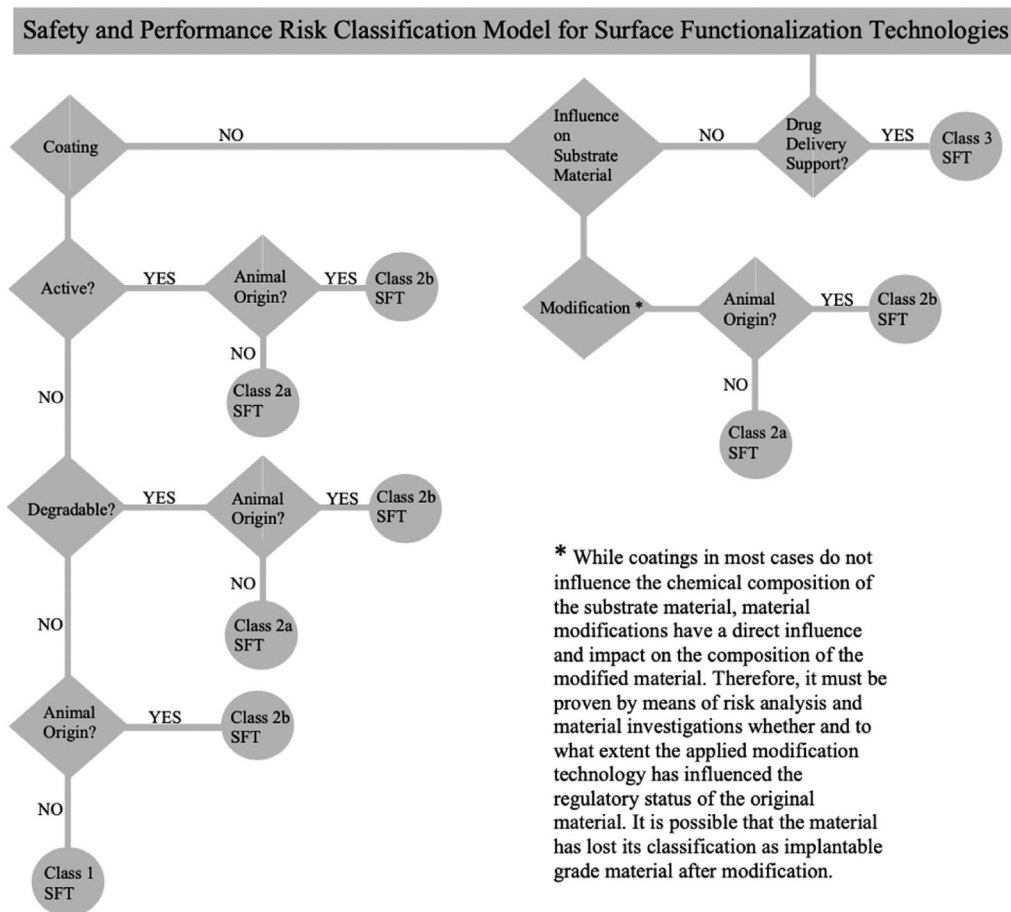 Safety and Performance Risk Classification Model for Surface Functionalization Technologies
Coating
NO
Influence
on
Substrate
Material
NO
Drug
Delivery
Support?
YES
Class 3
SFT
Active?
YES
Animal
Origin?
YES
Class 2b
SFT
NO
Class 2a
SFT
Modification *
Animal
Origin?
YES
Class 2b
SFT
NO
Class 2a
SFT
NO
Degradable?
YES
Animal
Origin?
YES
Class 2b
SFT
NO
Class 2a
SFT
NO
Animal
Origin?
YES
Class 2b
SFT
NO
Class 1
SFT
* While coatings in most cases do not
influence the chemical composition of
the substrate material, material
modifications have a direct influence
and impact on the composition of the
modified material. Therefore, it must be
proven by means of risk analysis and
material investigations whether and to
what extent the applied modification
technology has influenced the
regulatory status of the original
material. It is possible that the material
has lost its classification as implantable
grade material after modification.